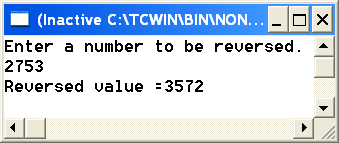 (Inactive C:\TCWIN\BIN\NON...
Enter a number to be reversed.
2753
Reversed value =3572